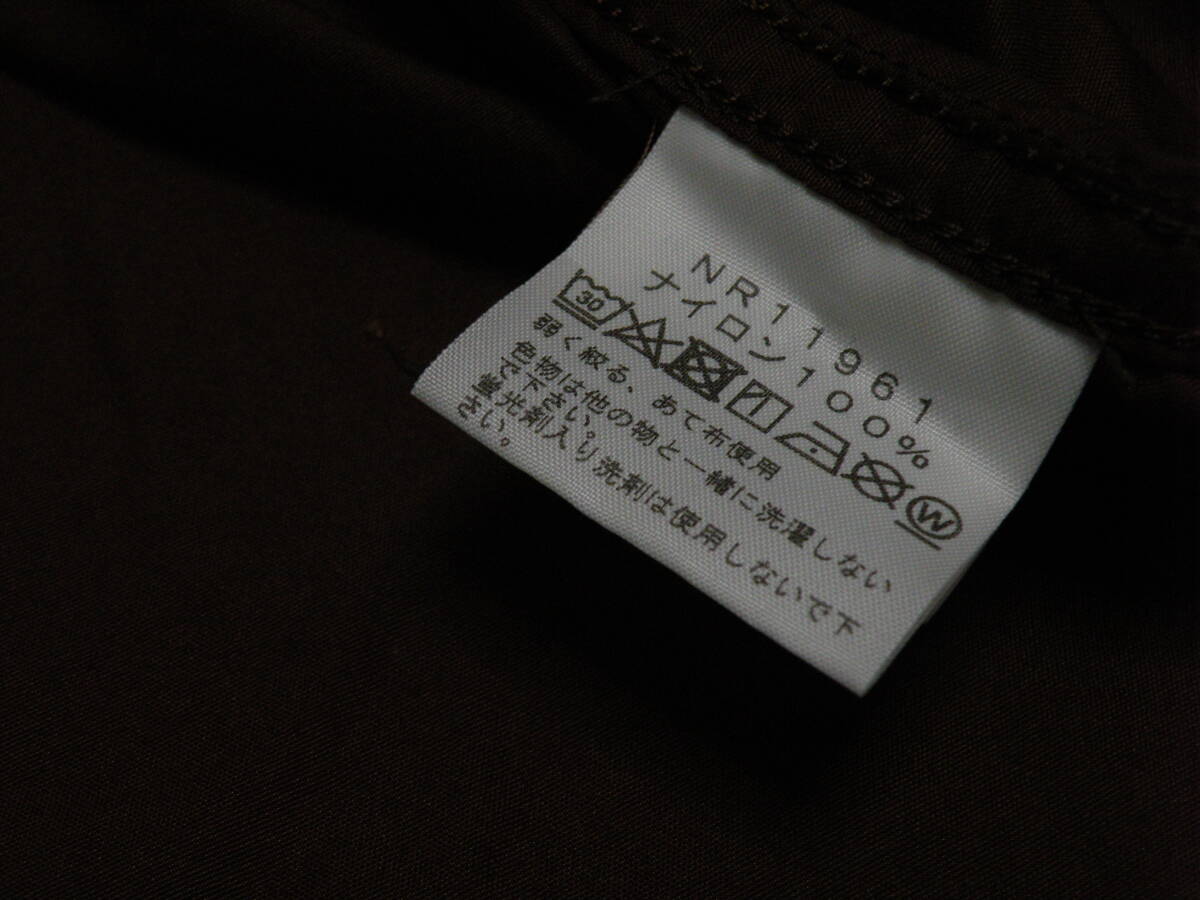 NR11961
ナイロン100%
30 W
弱く絞る、あて布使用
色物は他の物と一緒に洗濯しない
で下さい。
蛍光剤入り洗剤は使用しないで下
さい。